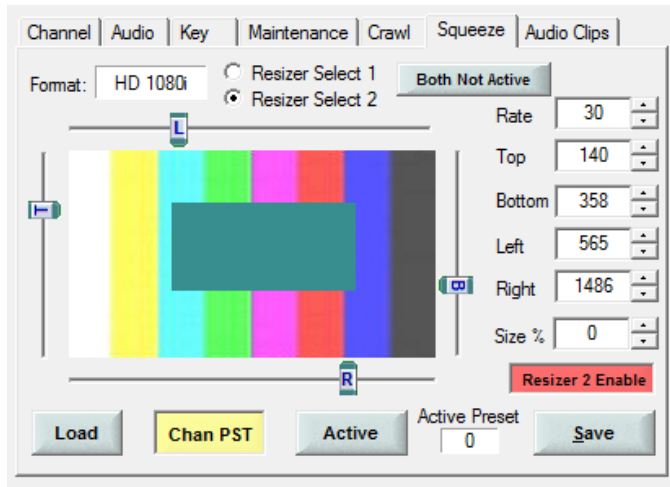 Channel Audio Key Maintenance Crawl Squeeze Audio Clips
Format: HD 1080i
Resizer Select 1
Resizer Select 2
Both Not Active
L
T
B
R
Rate 30
Top 140
Bottom 358
Left 565
Right 1486
Size % 0
Resizer 2 Enable
Load
Chan PST
Active
Active Preset
0
Save